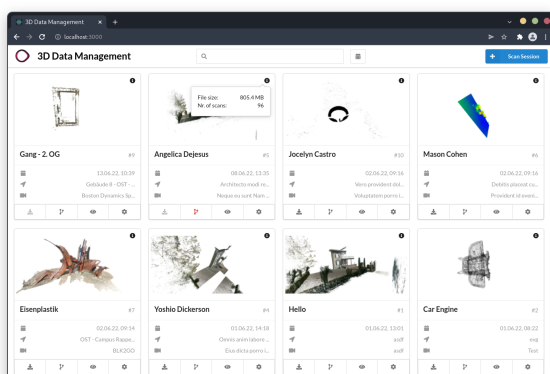 3D Data Management
localhost:3000
3D Data Management
Scan Session
File size: 805.4 MB
Nr. of scans: 96
Gang - 2. OG #9
Angelica Dejesus #5
Jocelyn Castro #10
Mason Cohen #6
13.06.22, 10:39
08.06.22, 13:35
02.06.22, 09:16
02.06.22, 09:16
Gebäude 8 - OST - ...
Architecto modi re...
Vero provident dol...
Debitis placeat cu...
Boston Dynamics Sp...
Neque eu sunt Nam ...
Voluptatem porro i...
Provident id eveni...
Eisenplastik #7
Yoshio Dickerson #4
Hello #1
Car Engine #2
02.06.22, 09:14
01.06.22, 14:18
01.06.22, 13:01
01.06.22, 08:22
OST - Campus Rappe...
Omnis anim labore ...
asdf
BLK2GO
Eius dicta porro i...
asdf
Test